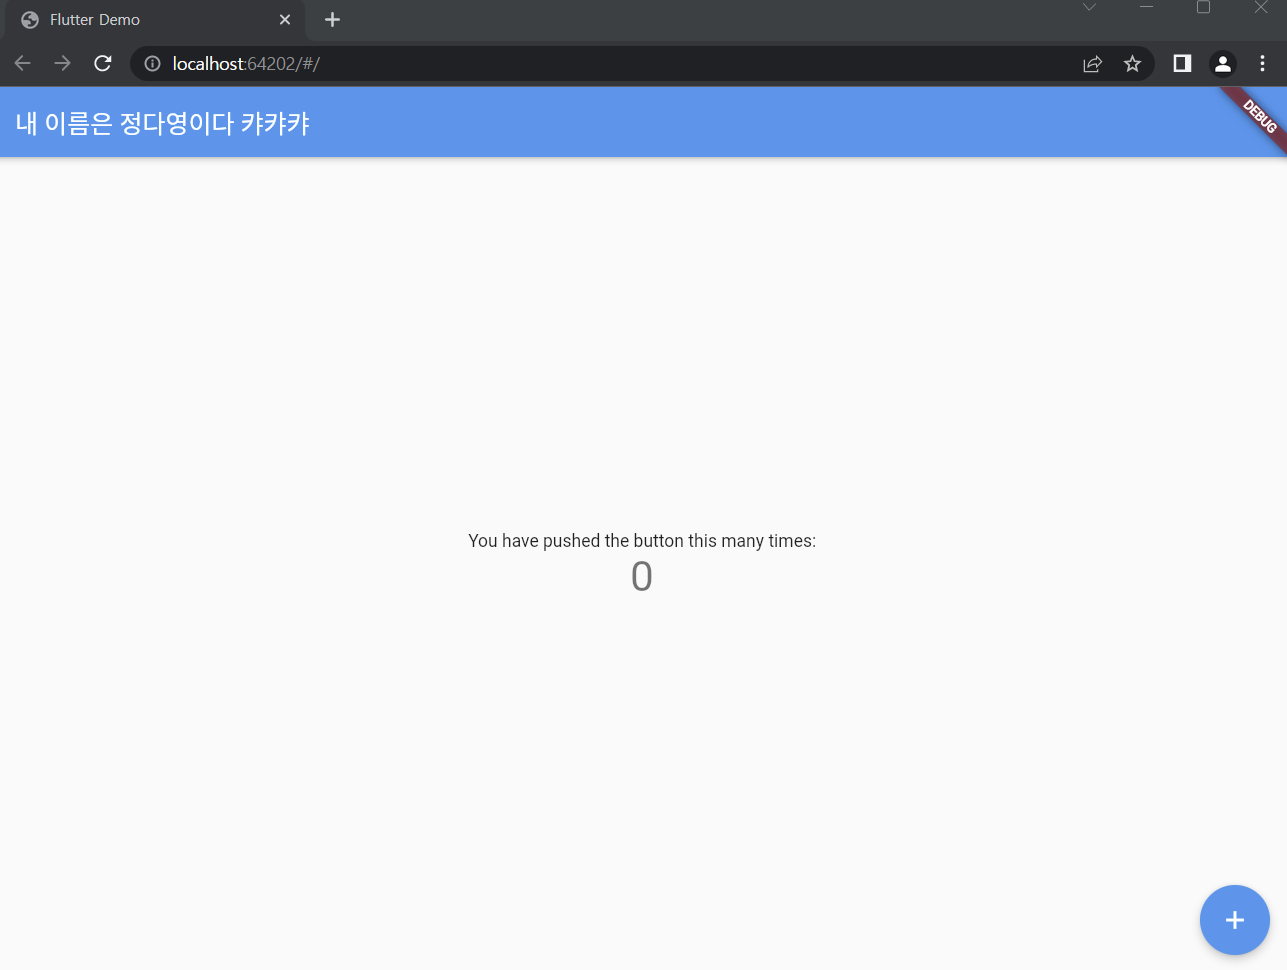 Flutter Demo
localhost:64202/#/
내 이름은 정다영이다 캬캬캬
DEBUG
You have pushed the button this many times:
0